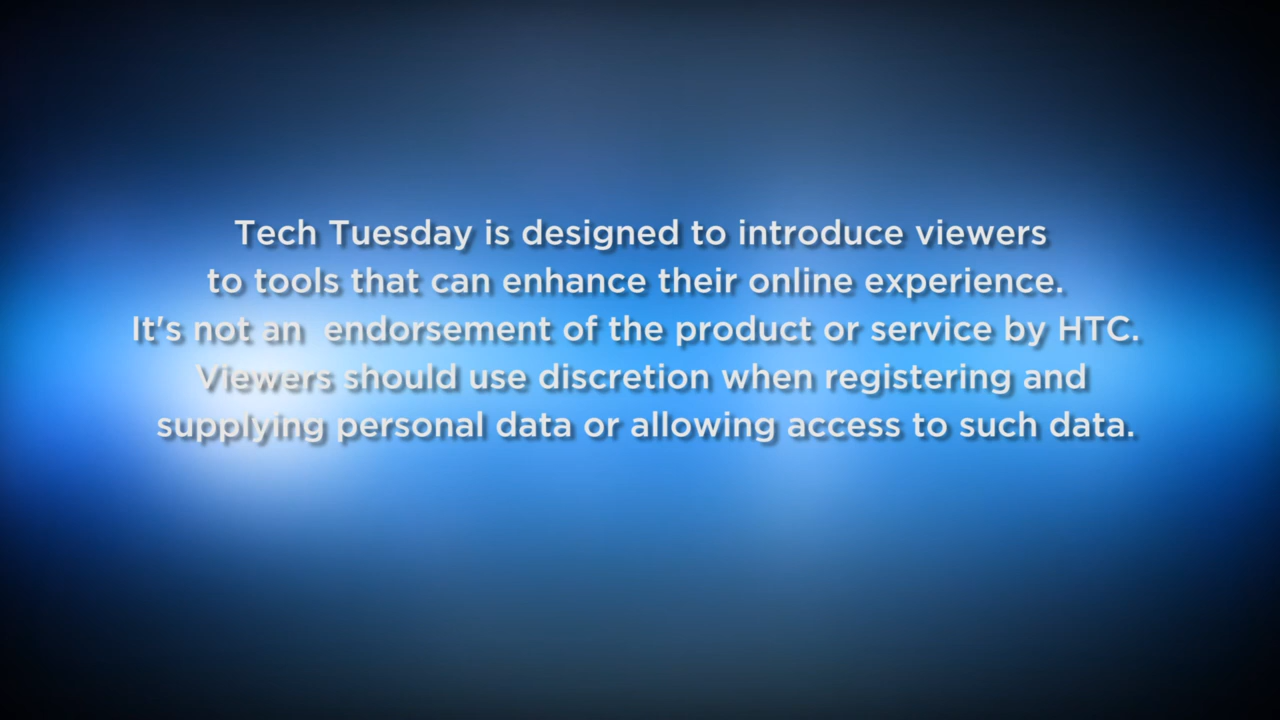 Tech Tuesday is designed to introduce viewers
to tools that can enhance their online experience.
It's not an  endorsement of the product or service by HTC.
Viewers should use discretion when registering and
supplying personal data or allowing access to such data.